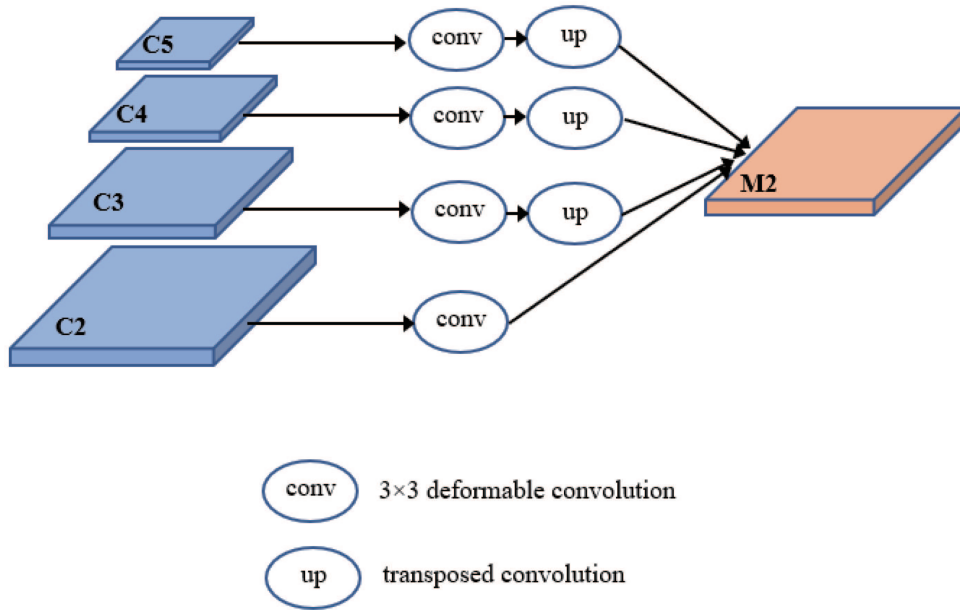 C5 conv up
C4 conv up
C3 conv up
M2
C2 conv
conv 3×3 deformable convolution
up transposed convolution